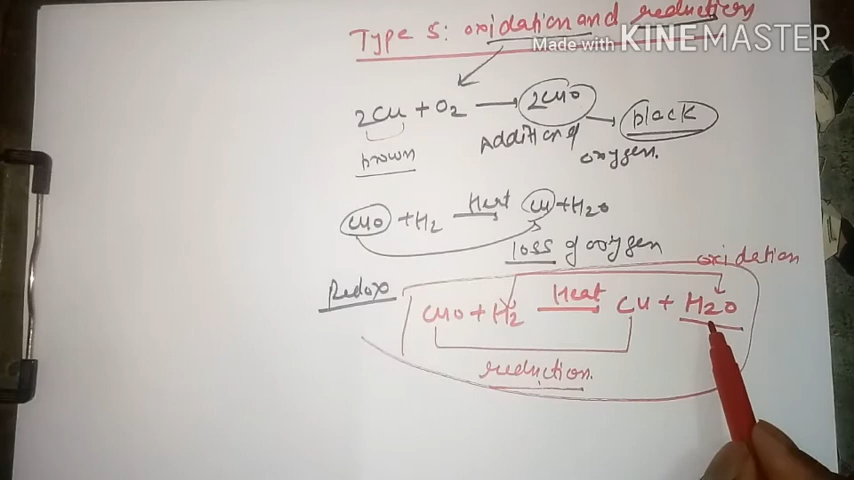 Type 5: oxidation and reduction
Made with KINEMASTER
2Cu + O2 → 2CuO → black
brown
Addition of oxygen.
CuO + H2 Heat → Cu + H2O
loss of oxygen
oxidation
Redox
CuO + H2 Heat → Cu + H2O
reduction.